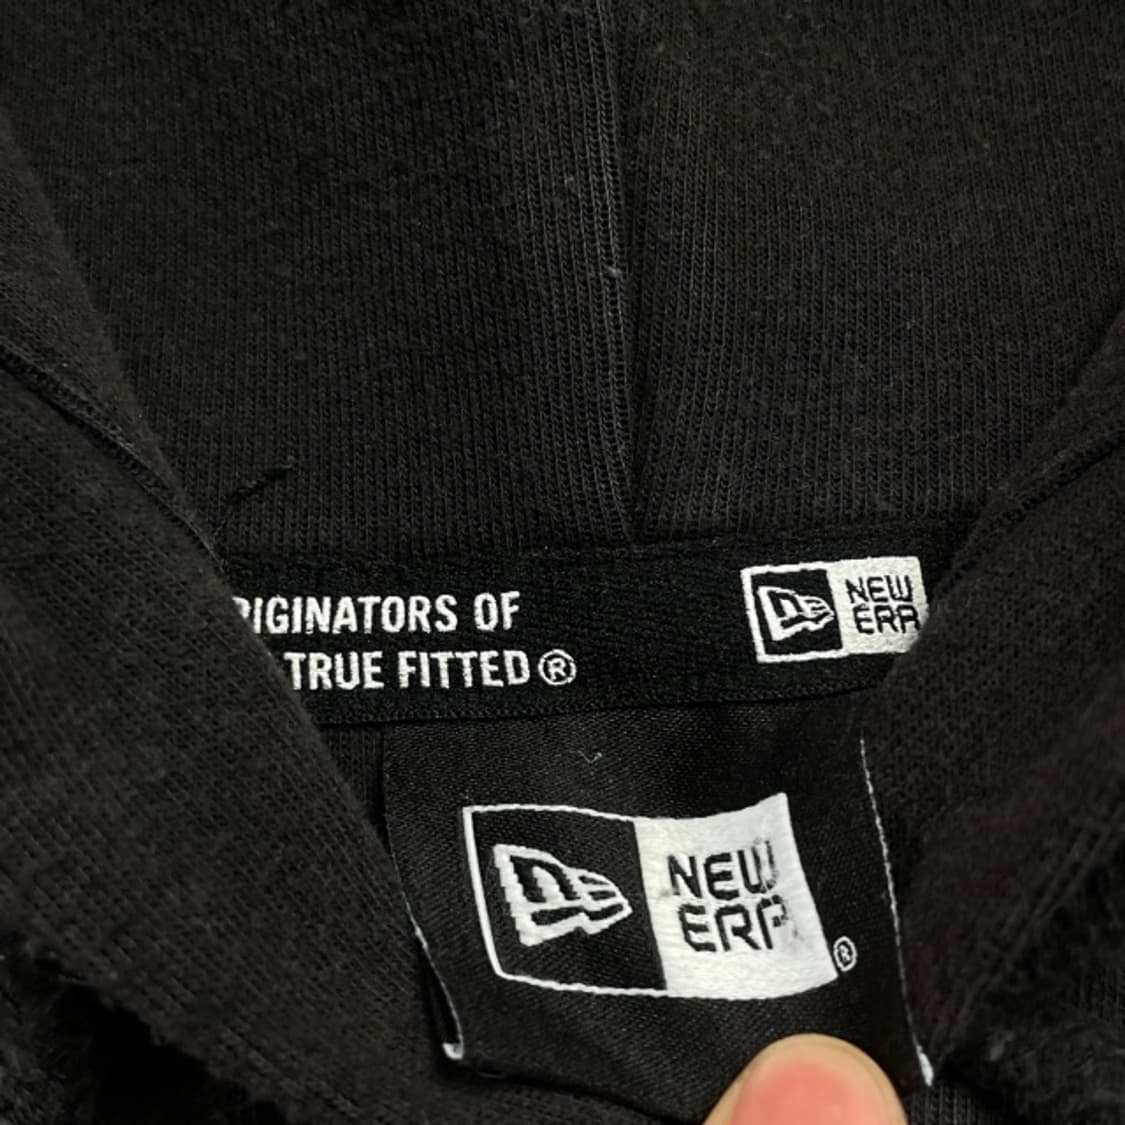 RIGINATORS OF
TRUE FITTED®
NEW
ERA
NEW
ERA
®